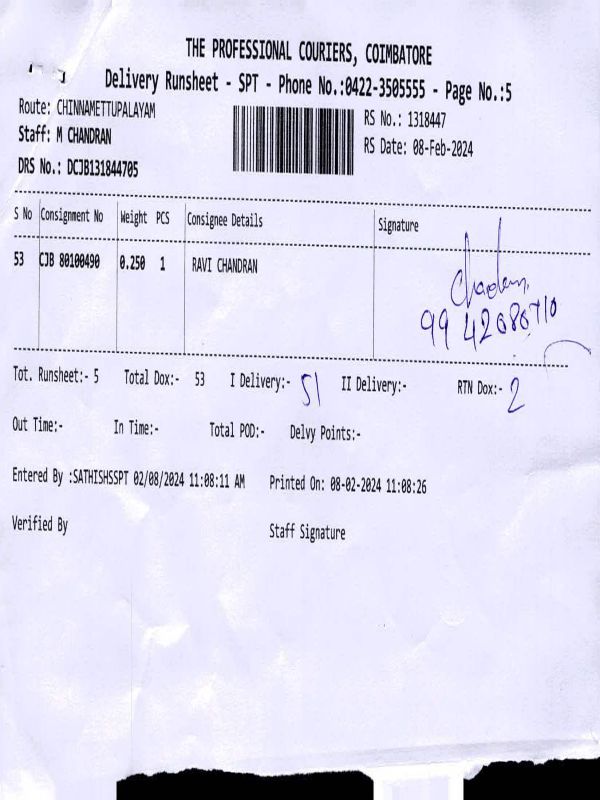 THE PROFESSIONAL COURIERS, COIMBATORE
Delivery Runsheet - SPT - Phone No.:0422-3505555 - Page No.:5
Route: CHINNAMETTUPALAYAM
RS No.: 1318447
Staff: M CHANDRAN
RS Date: 08-Feb-2024
DRS No.: DCJB131844705
S No Consignment No Weight PCS Consignee Details Signature
53 CJB 80100490 0.250 1 RAVI CHANDRAN
Tot. Runsheet:- 5 Total Dox:- 53 I Delivery:- 51 II Delivery:- RTN Dox:- 2
Out Time:- In Time:- Total POD:- Delvy Points:-
Entered By :SATHISHSSPT 02/08/2024 11:08:11 AM Printed On: 08-02-2024 11:08:26
Verified By Staff Signature